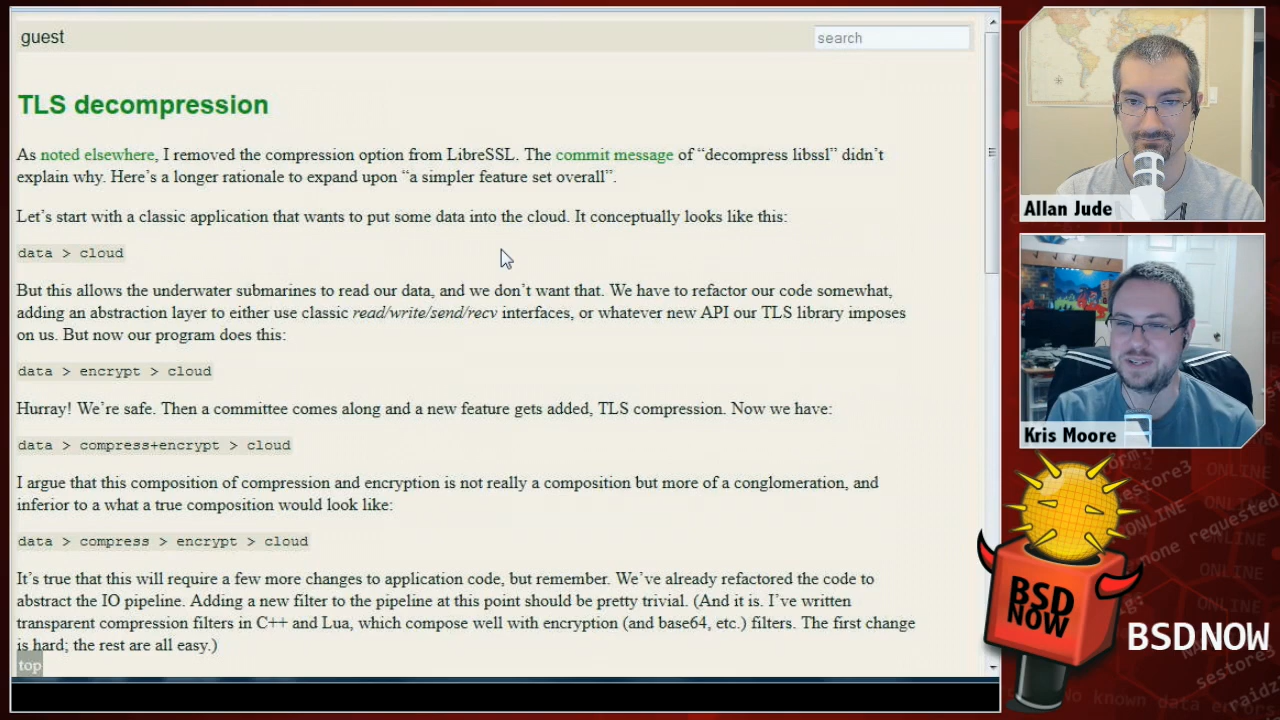 guest
search
TLS decompression
As noted elsewhere, I removed the compression option from LibreSSL. The commit message of “decompress libssl” didn’t
explain why. Here’s a longer rationale to expand upon “a simpler feature set overall”.
Let’s start with a classic application that wants to put some data into the cloud. It conceptually looks like this:
data > cloud
But this allows the underwater submarines to read our data, and we don’t want that. We have to refactor our code somewhat,
adding an abstraction layer to either use classic read/write/send/recv interfaces, or whatever new API our TLS library imposes
on us. But now our program does this:
data > encrypt > cloud
Hurray! We’re safe. Then a committee comes along and a new feature gets added, TLS compression. Now we have:
data > compress+encrypt > cloud
I argue that this composition of compression and encryption is not really a composition but more of a conglomeration, and
inferior to a what a true composition would look like:
data > compress > encrypt > cloud
It’s true that this will require a few more changes to application code, but remember. We’ve already refactored the code to
abstract the IO pipeline. Adding a new filter to the pipeline at this point should be pretty trivial. (And it is. I’ve written
transparent compression filters in C++ and Lua, which compose well with encryption (and base64, etc.) filters. The first change
is hard; the rest are all easy.)
top
Allan Jude
Kris Moore
BSD
NOW
BSDNOW
ONLINE
ONLINE
ONLINE
ONLINE
none requested
No known data errors